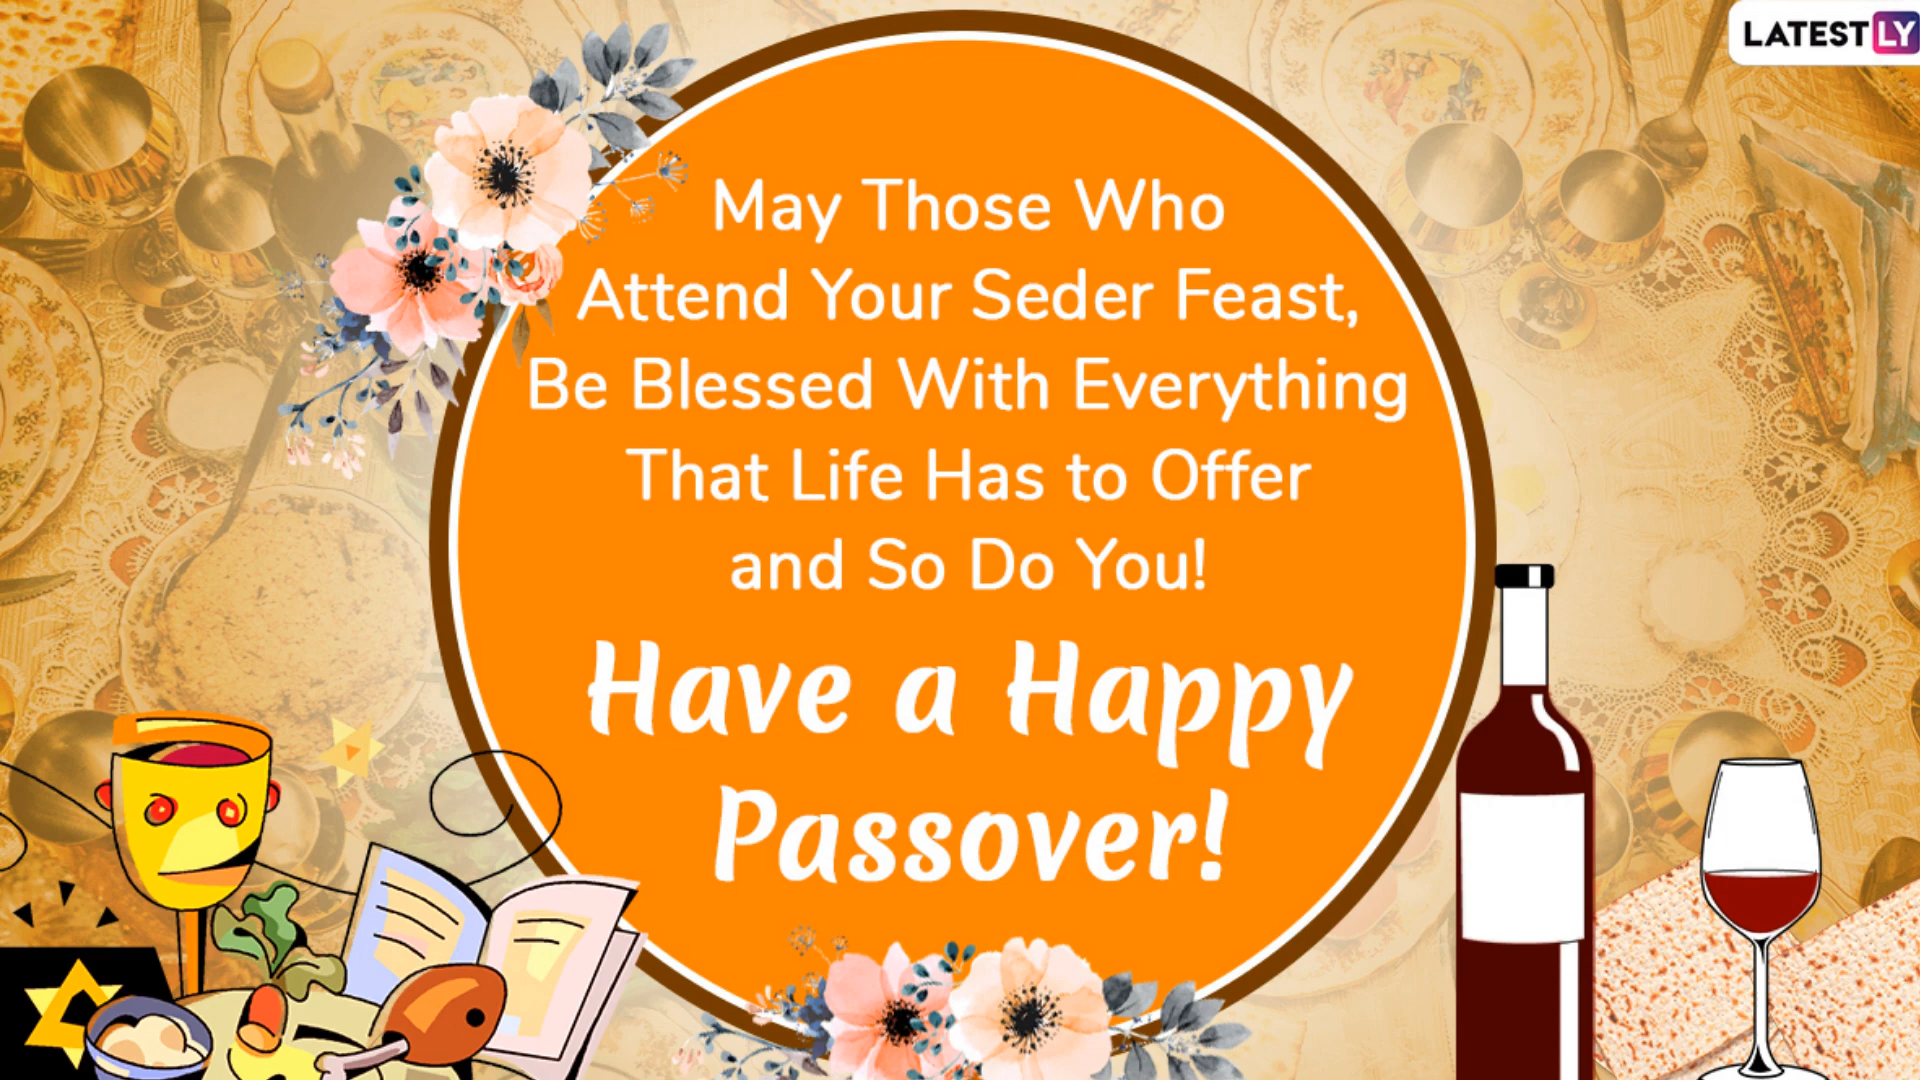 LATESTLY
May Those Who
Attend Your Seder Feast,
Be Blessed With Everything
That Life Has to Offer
and So Do You!
Have a Happy
Passover!